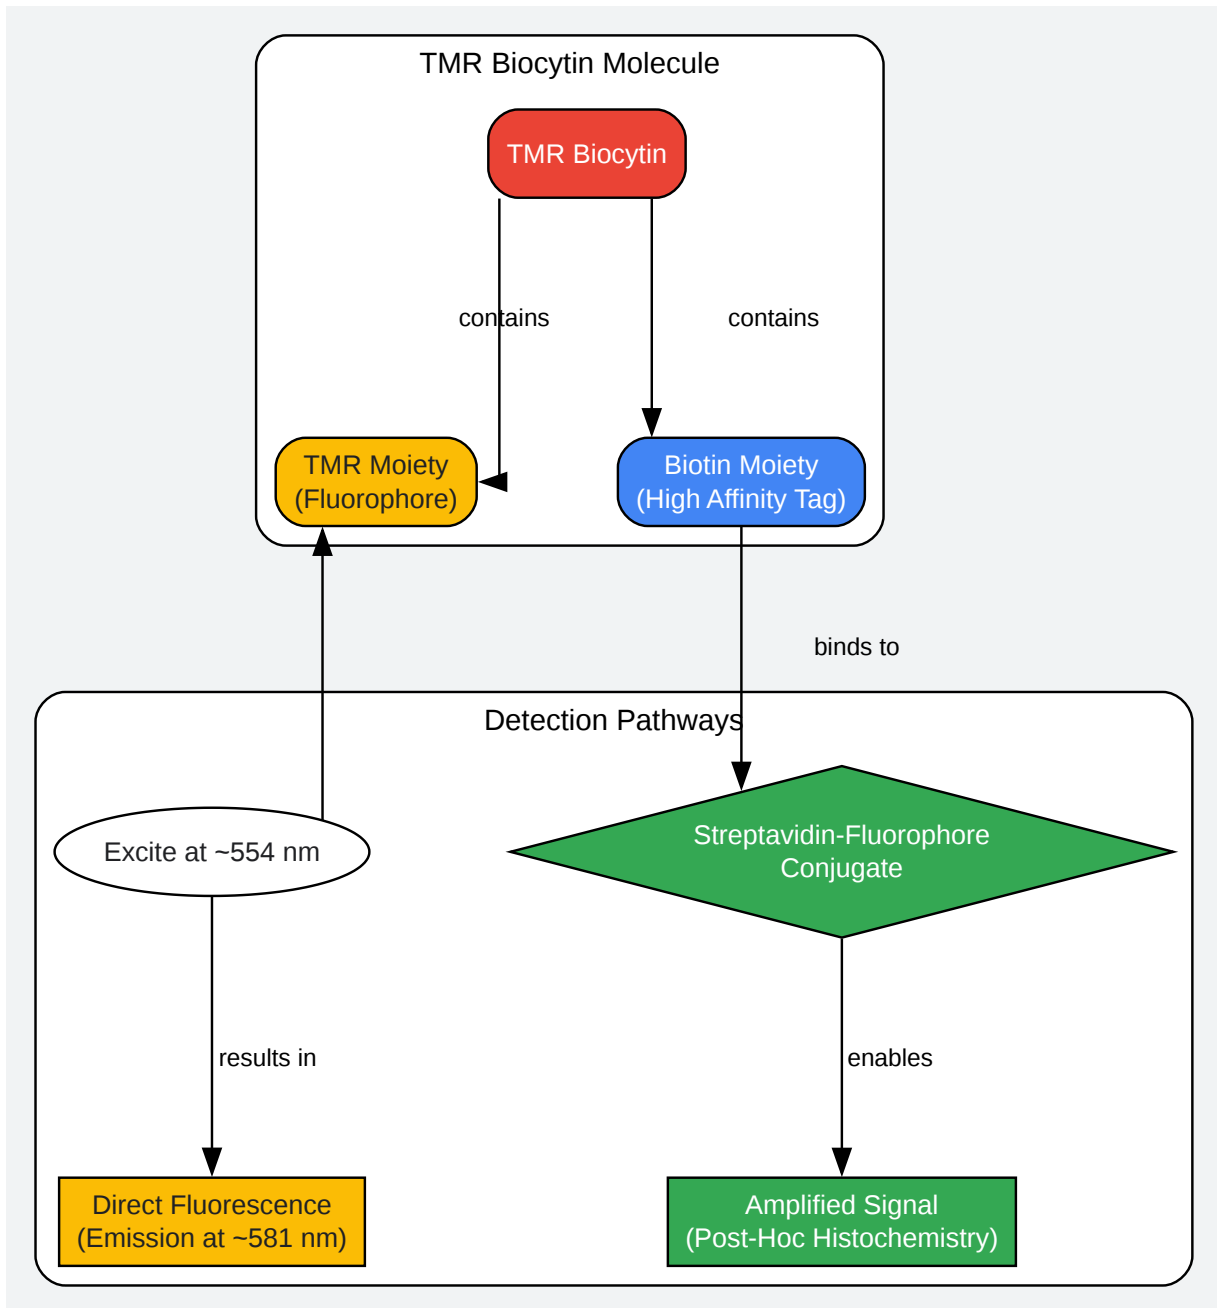 TMR Biocytin Molecule
TMR Biocytin
contains
contains
TMR Moiety
(Fluorophore)
Biotin Moiety
(High Affinity Tag)
binds to
Detection Pathways
Excite at ~554 nm
Streptavidin-Fluorophore
Conjugate
results in
enables
Direct Fluorescence
(Emission at ~581 nm)
Amplified Signal
(Post-Hoc Histochemistry)